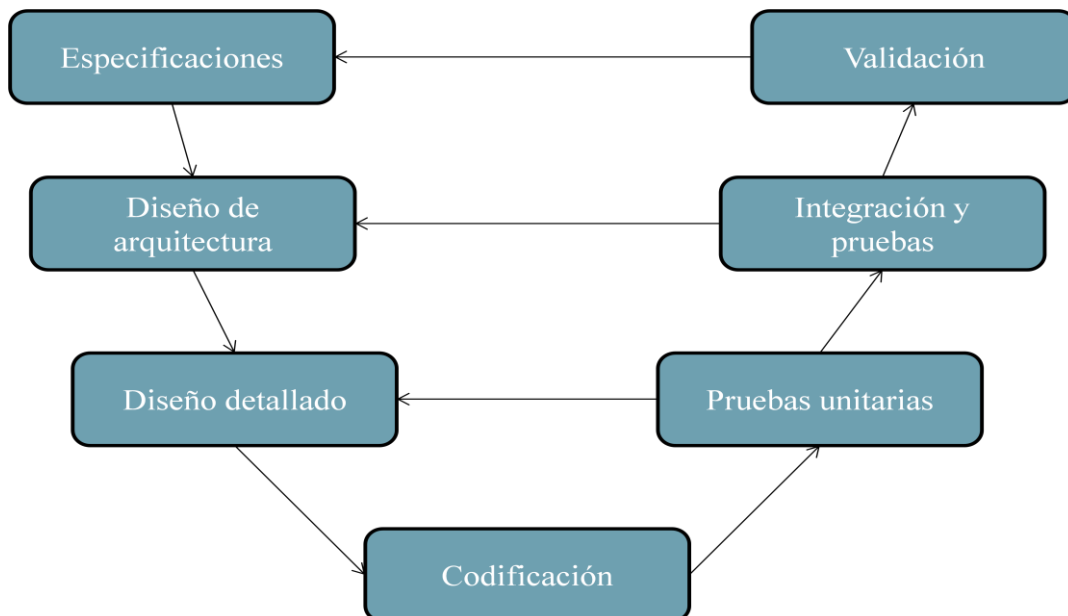 Especificaciones
Validación
Diseño de
arquitectura
Integración y
pruebas
Diseño detallado
Pruebas unitarias
Codificación